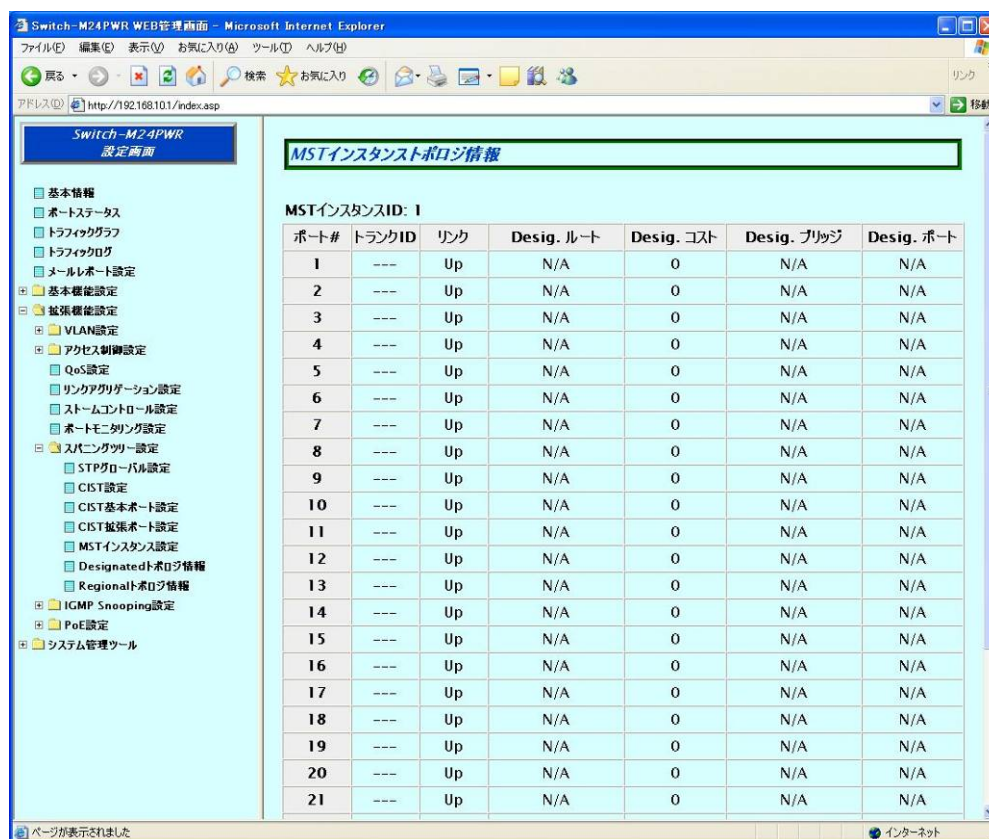 Switch-M24PWR WEB管理画面 - Microsoft Internet Explorer
ファイル(F) 編集(E) 表示(V) お気に入り(A) ツール(T) ヘルプ(H)
戻る 検索 お気に入り リンク
アドレス(D) http://192.168.10.1/index.asp 移動
Switch-M24PWR
設定画面
基本情報
ポートステータス
トラフィックグラフ
トラフィックログ
メールレポート設定
基本機能設定
拡張機能設定
VLAN設定
アクセス制御設定
QoS設定
リンクアグリゲーション設定
ストームコントロール設定
ポートモニタリング設定
スパニングツリー設定
STPグローバル設定
CIST設定
CIST基本ポート設定
CIST拡張ポート設定
MSTインスタンス設定
Designatedトポロジ情報
Regionalトポロジ情報
IGMP Snooping設定
PoE設定
システム管理ツール
MSTインスタンストポロジ情報
MSTインスタンスID: 1
ポート# トランクID リンク Desig. ルート Desig. コスト Desig. ブリッジ Desig. ポート
1 --- Up N/A 0 N/A N/A
2 --- Up N/A 0 N/A N/A
3 --- Up N/A 0 N/A N/A
4 --- Up N/A 0 N/A N/A
5 --- Up N/A 0 N/A N/A
6 --- Up N/A 0 N/A N/A
7 --- Up N/A 0 N/A N/A
8 --- Up N/A 0 N/A N/A
9 --- Up N/A 0 N/A N/A
10 --- Up N/A 0 N/A N/A
11 --- Up N/A 0 N/A N/A
12 --- Up N/A 0 N/A N/A
13 --- Up N/A 0 N/A N/A
14 --- Up N/A 0 N/A N/A
15 --- Up N/A 0 N/A N/A
16 --- Up N/A 0 N/A N/A
17 --- Up N/A 0 N/A N/A
18 --- Up N/A 0 N/A N/A
19 --- Up N/A 0 N/A N/A
20 --- Up N/A 0 N/A N/A
21 --- Up N/A 0 N/A N/A
ページが表示されました インターネット